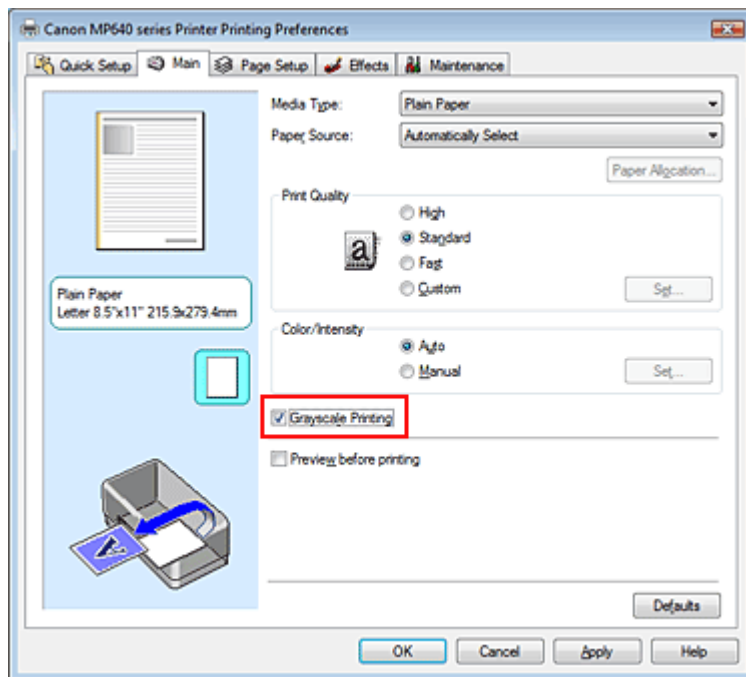 Canon MP640 series Printer Printing Preferences
Quick Setup Main Page Setup Effects Maintenance
Media Type: Plain Paper
Paper Source: Automatically Select
Paper Allocation...
Print Quality
High
a Standard
Fast
Custom Set...
Plain Paper
Letter 8.5"x11" 215.9x279.4mm
Color/Intensity
Auto
Manual Set...
Grayscale Printing
Preview before printing
Defaults
OK Cancel Apply Help